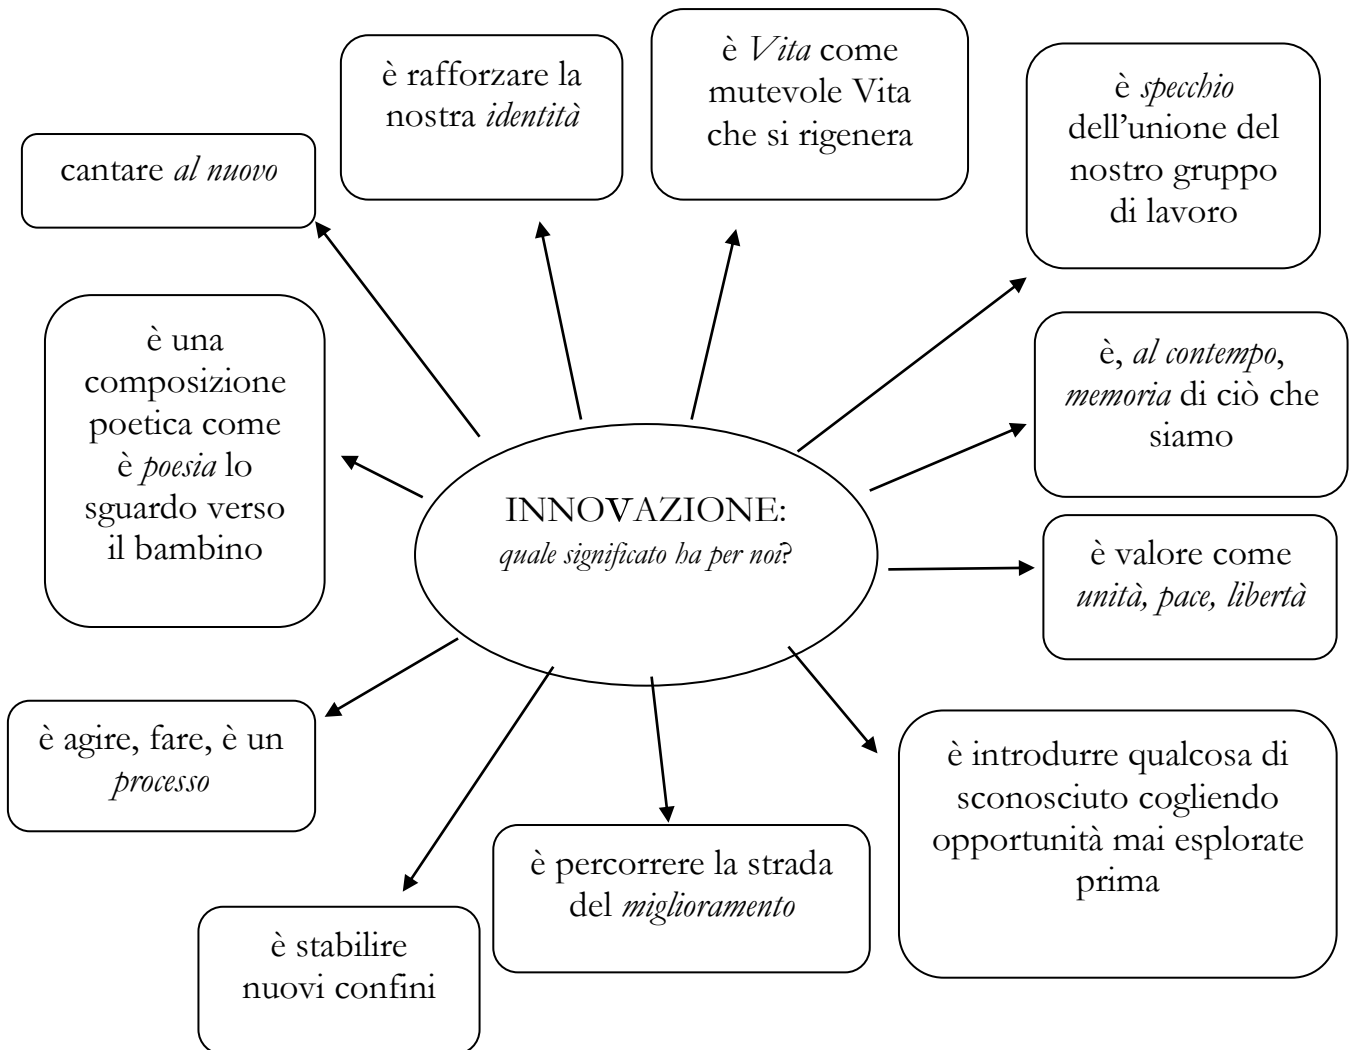 è Vita come
mutevole Vita
che si rigenera
è rafforzare la
nostra identità
è specchio
dell’unione del
nostro gruppo
di lavoro
cantare al nuovo
è una
composizione
poetica come
è poesia lo
sguardo verso
il bambino
è, al contempo,
memoria di ciò che
siamo
INNOVAZIONE:
quale significato ha per noi?
è valore come
unità, pace, libertà
è agire, fare, è un
processo
è introdurre qualcosa di
sconosciuto cogliendo
opportunità mai esplorate
prima
è percorrere la strada
del miglioramento
è stabilire
nuovi confini